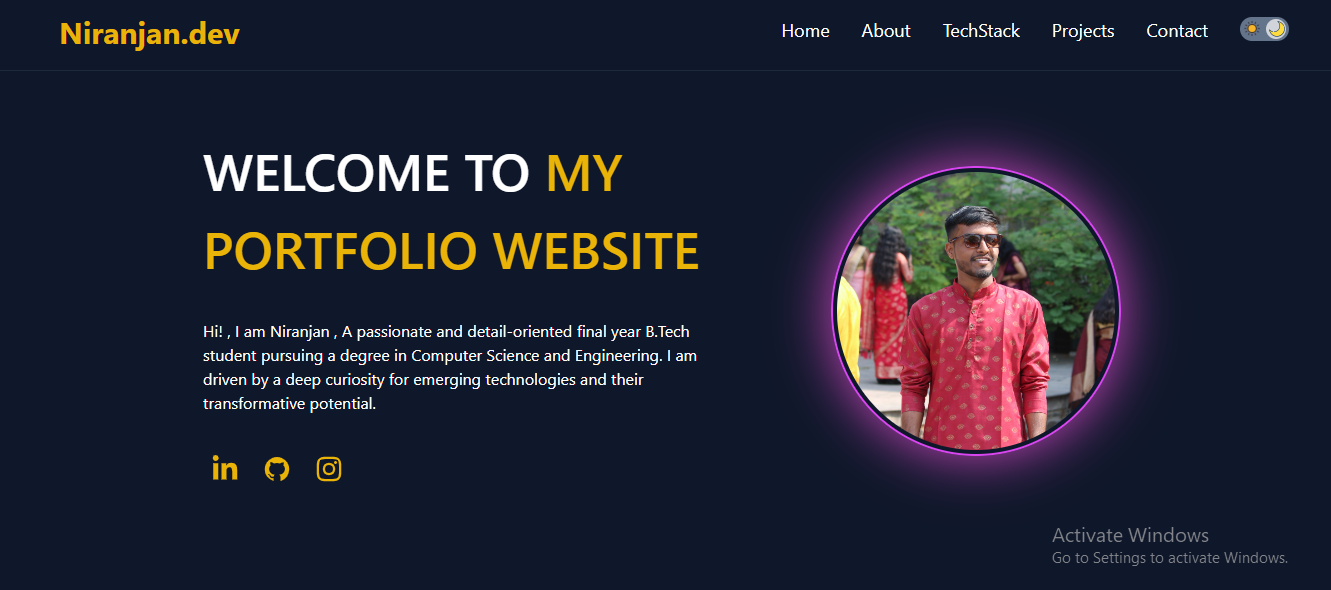 Niranjan.dev
Home About TechStack Projects Contact
WELCOME TO MY
PORTFOLIO WEBSITE
Hi! , I am Niranjan , A passionate and detail-oriented final year B.Tech
student pursuing a degree in Computer Science and Engineering. I am
driven by a deep curiosity for emerging technologies and their
transformative potential.
in
Activate Windows
Go to Settings to activate Windows.